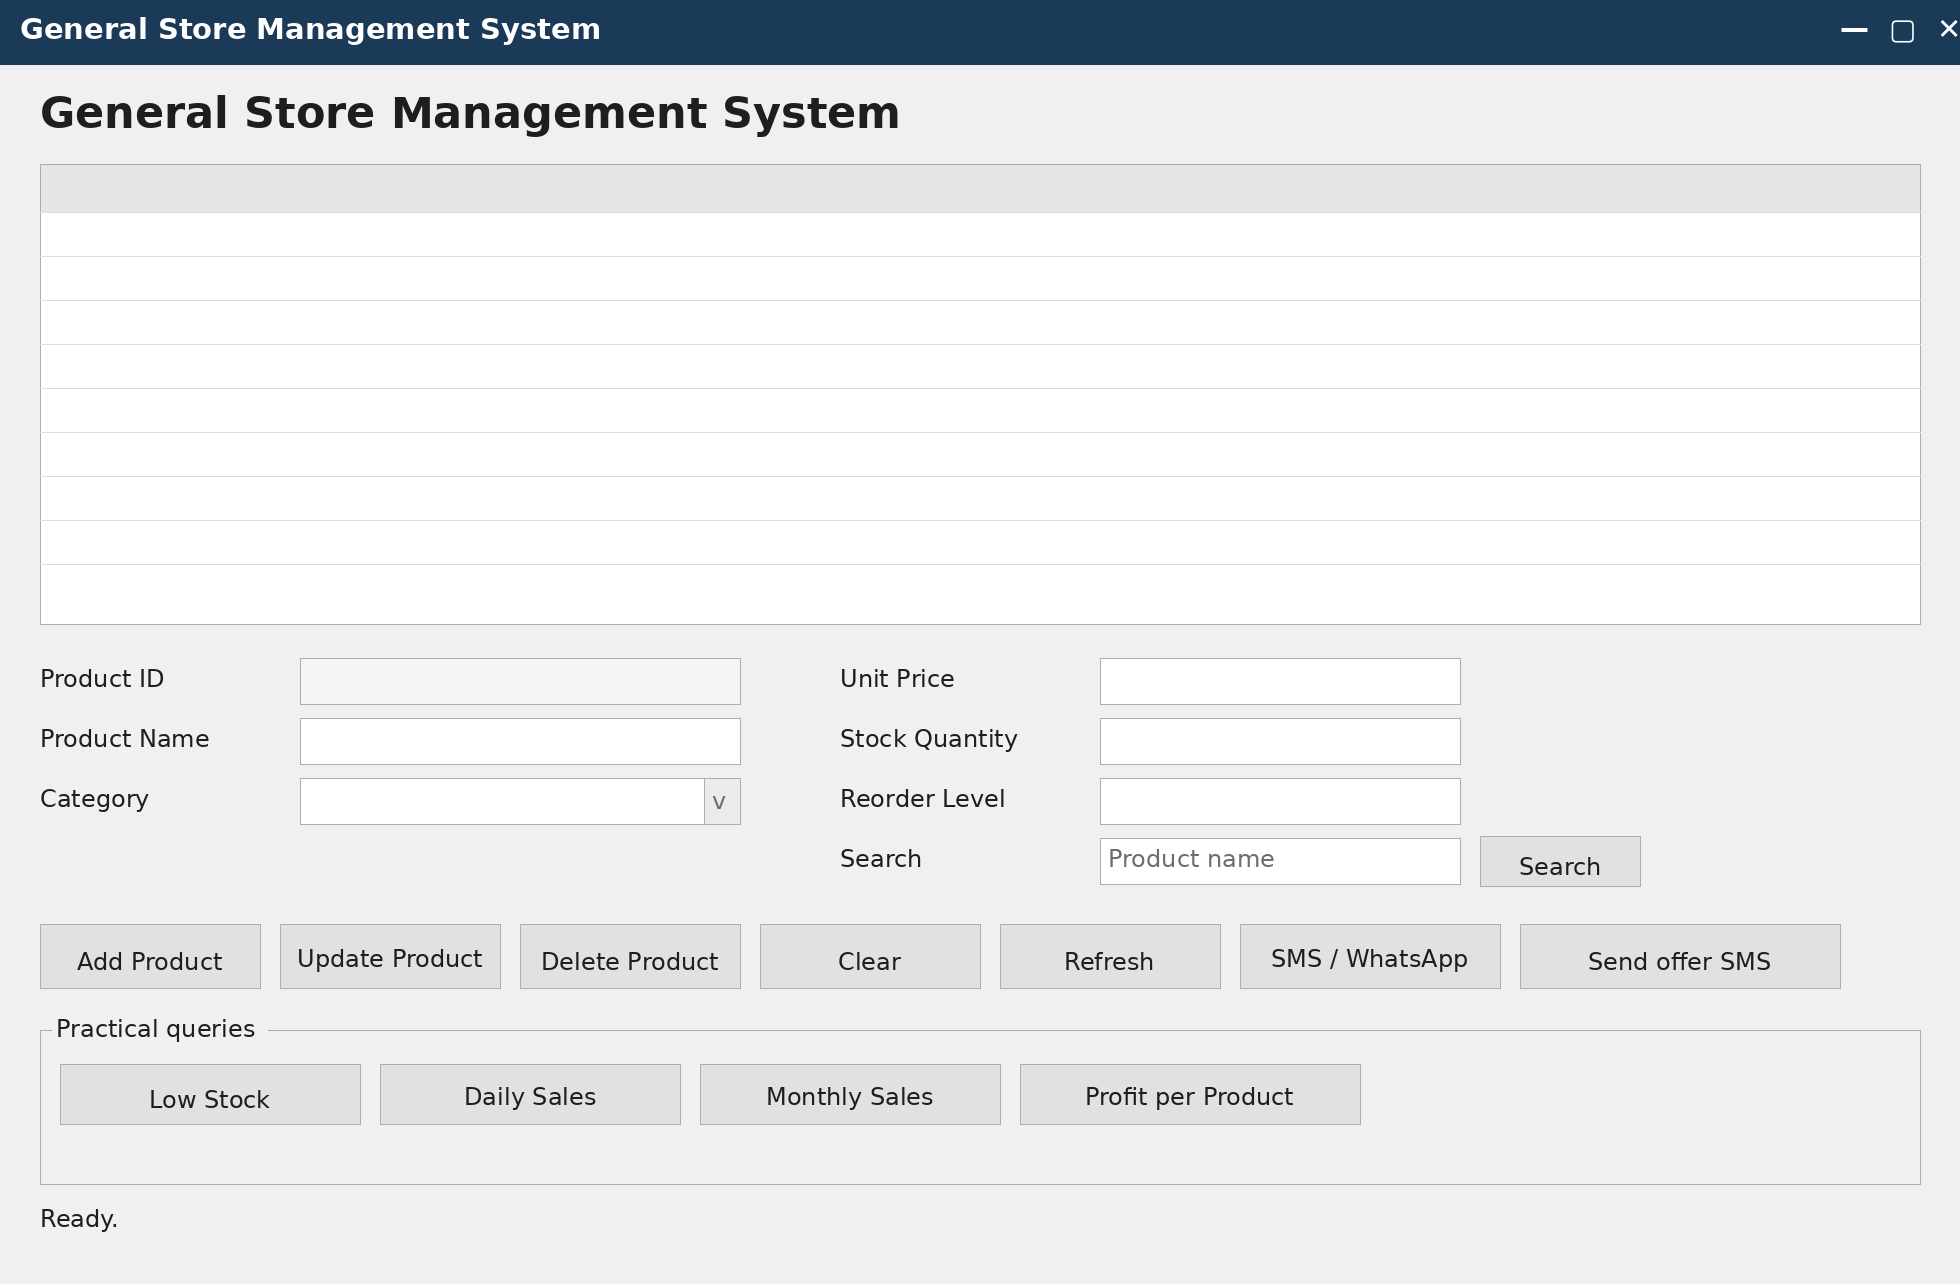 General Store Management System
General Store Management System
Product ID
Unit Price
Product Name
Stock Quantity
Category
v
Reorder Level
Search
Product name
Search
Add Product
Update Product
Delete Product
Clear
Refresh
SMS / WhatsApp
Send offer SMS
Practical queries
Low Stock
Daily Sales
Monthly Sales
Profit per Product
Ready.